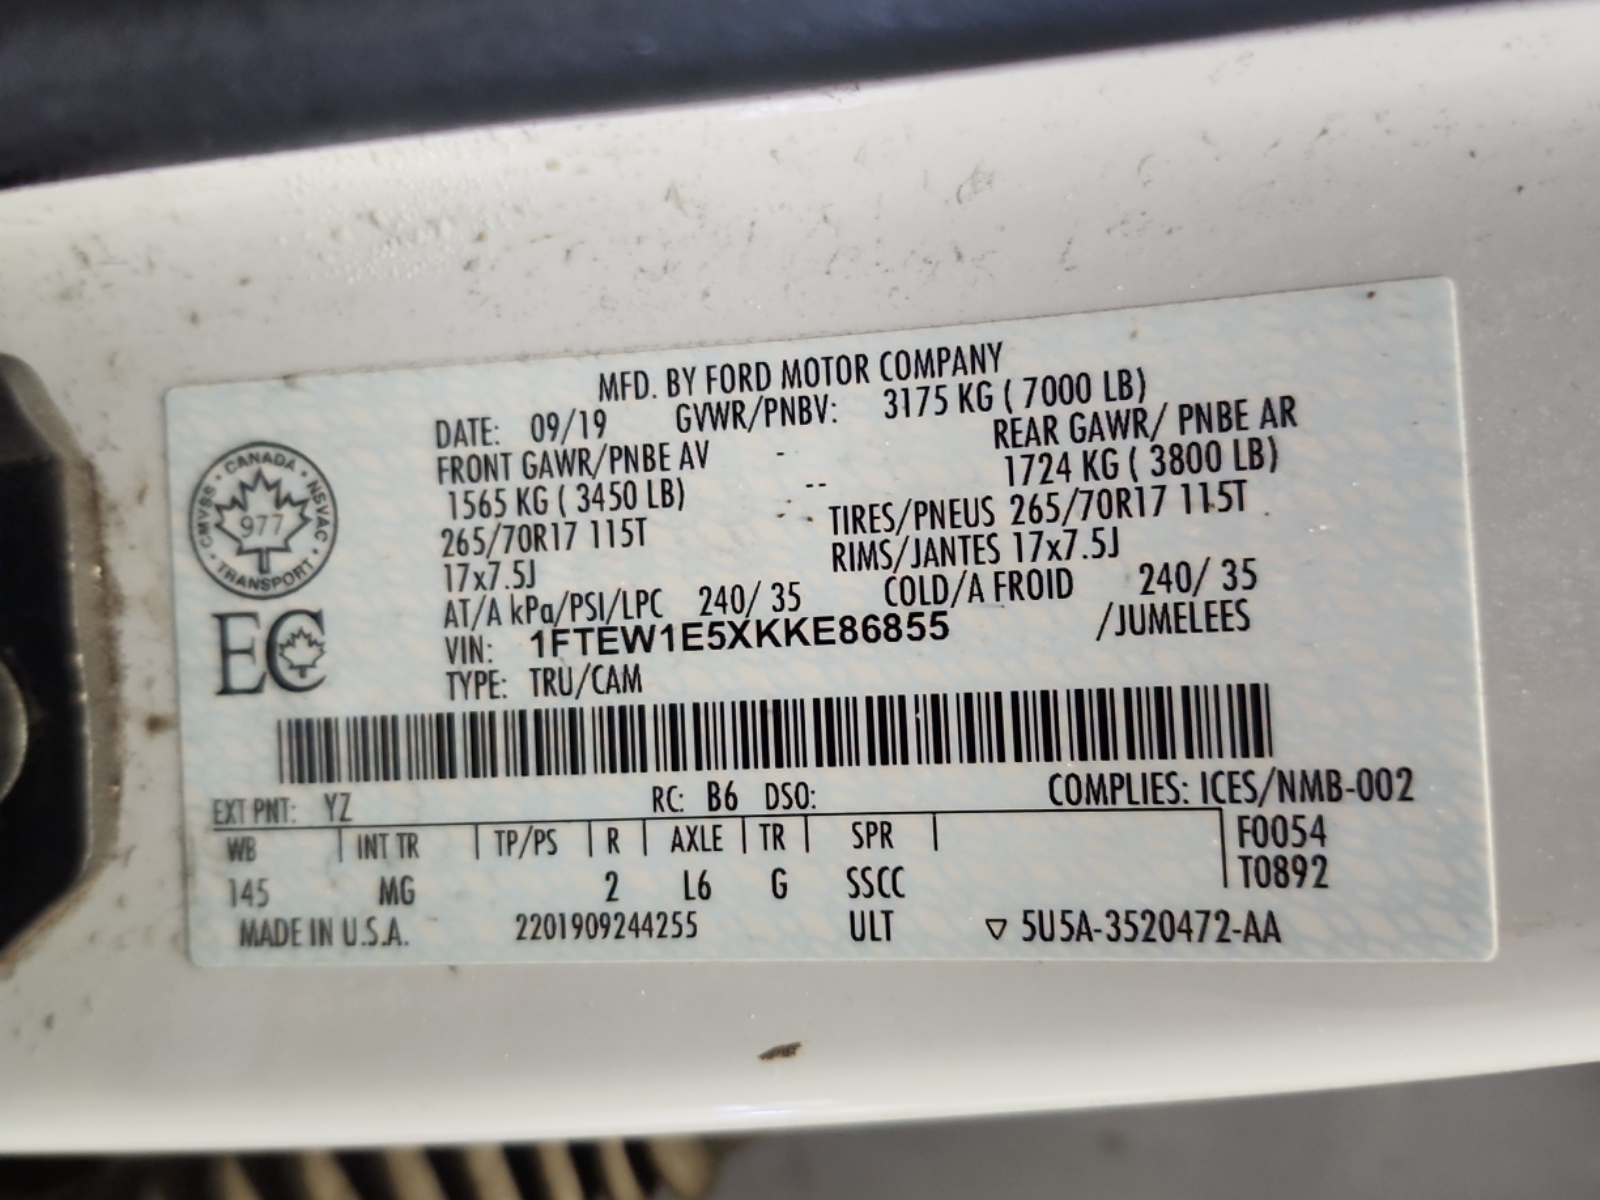 MFD. BY FORD MOTOR COMPANY
DATE: 09/19 GVWR/PNBV: 3175 KG ( 7000 LB)
FRONT GAWR/PNBE AV REAR GAWR/ PNBE AR
1565 KG ( 3450 LB) 1724 KG ( 3800 LB)
265/70R17 115T TIRES/PNEUS 265/70R17 115T
17x7.5J RIMS/JANTES 17x7.5J
AT/A kPa/PSI/LPC 240/ 35 COLD/A FROID 240/ 35
VIN: 1FTEW1E5XKKE86855 /JUMELEES
TYPE: TRU/CAM
CANADA · NSVAC · TRANSPORT · CMVSS ·
977
EC
EXT PNT: YZ RC: B6 DSO: COMPLIES: ICES/NMB-002
WB INT TR TP/PS R AXLE TR SPR F0054
145 MG 2 L6 G SSCC T0892
MADE IN U.S.A. 2201909244255 ULT ▽ 5U5A-3520472-AA